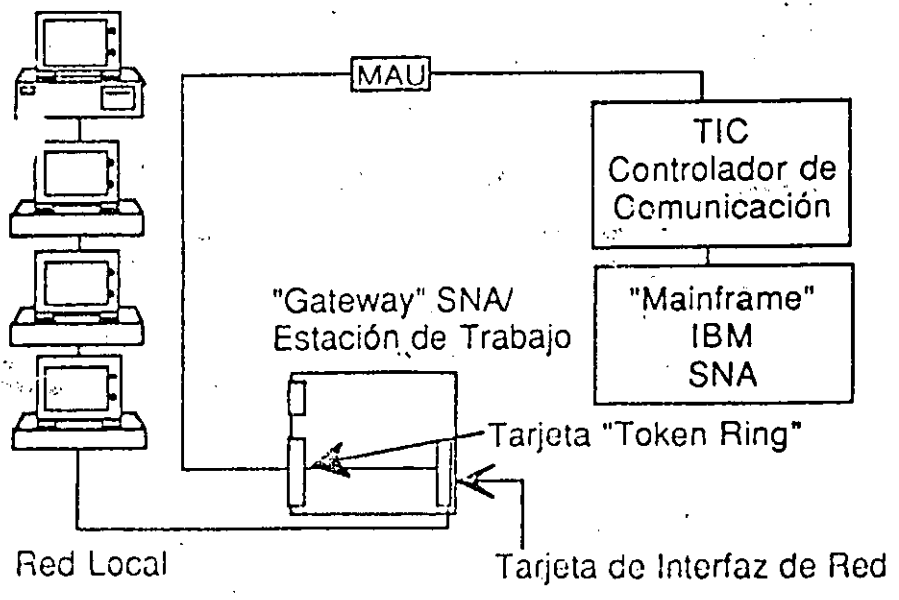 MAU
TIC
Controlador de
Comunicación
"Mainframe"
IBM
SNA
"Gateway" SNA/
Estación de Trabajo
Tarjeta "Token Ring"
Red Local
Tarjeta de Interfaz de Red